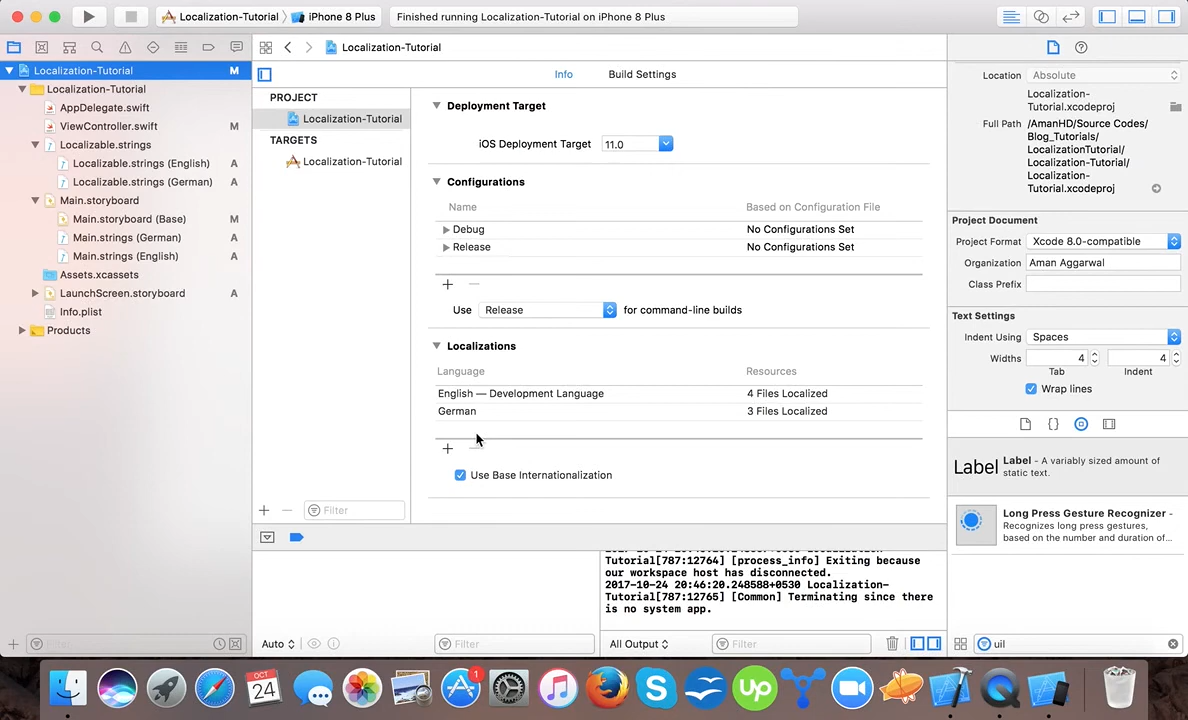 Localization-Tutorial
iPhone 8 Plus
Finished running Localization-Tutorial on iPhone 8 Plus
Localization-Tutorial
Localization-Tutorial M
Localization-Tutorial
AppDelegate.swift
ViewController.swift M
Localizable.strings
Localizable.strings (English) A
Localizable.strings (German) A
Main.storyboard
Main.storyboard (Base) M
Main.strings (German) A
Main.strings (English) A
Assets.xcassets
LaunchScreen.storyboard A
Info.plist
Products
Info
Build Settings
PROJECT
Localization-Tutorial
TARGETS
Localization-Tutorial
Filter
Deployment Target
iOS Deployment Target 11.0
Configurations
Name
Based on Configuration File
Debug
No Configurations Set
Release
No Configurations Set
Use Release for command-line builds
Localizations
Language
Resources
English — Development Language
4 Files Localized
German
3 Files Localized
Use Base Internationalization
Tutorial[787:12764] [process_info] Exiting because
our workspace host has disconnected.
2017-10-24 20:46:20.248588+0530 Localization-
Tutorial[787:12765] [Common] Terminating since there
is no system app.
Auto
Filter
All Output
Filter
Location Absolute
Localization-
Tutorial.xcodeproj
Full Path /AmanHD/Source Codes/
Blog_Tutorials/
LocalizationTutorial/
Localization-Tutorial/
Localization-
Tutorial.xcodeproj
Project Document
Project Format Xcode 8.0-compatible
Organization Aman Aggarwal
Class Prefix
Text Settings
Indent Using Spaces
Widths 4 4
Tab Indent
Wrap lines
Label
Label - A variably sized amount of
static text.
Long Press Gesture Recognizer -
Recognizes long press gestures,
based on the number and duration of...
uil
OCT
24
1
Up